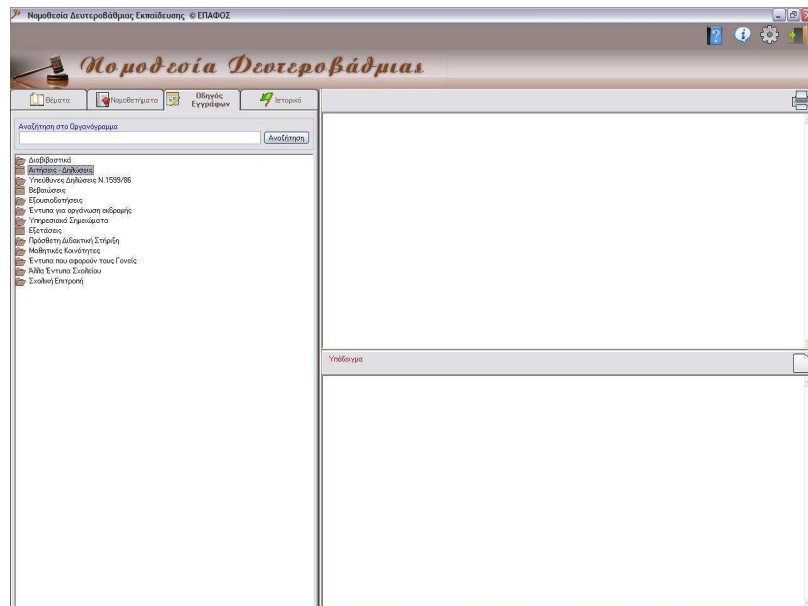 Νομοθεσία Δευτεροβάθμιας Εκπαίδευσης © ΕΠΑΦΟΣ
Νομοθεσία Δευτεροβάθμιας
Θέματα
Νομοθετήματα
Οδηγός
Εγγράφων
Ιστορικό
Αναζήτηση στο Οργανόγραμμα
Αναζήτηση
Διαβιβαστικά
Αιτήσεις - Δηλώσεις
Υπεύθυνες Δηλώσεις Ν.1599/86
Βεβαιώσεις
Εξουσιοδοτήσεις
Έντυπα για οργάνωση εκδρομής
Υπηρεσιακά Σημειώματα
Εξετάσεις
Πρόσθετη Διδακτική Στήριξη
Μαθητικές Κοινότητες
Έντυπα που αφορούν τους Γονείς
Άλλα Έντυπα Σχολείου
Σχολική Επιτροπή
Υπόδειγμα